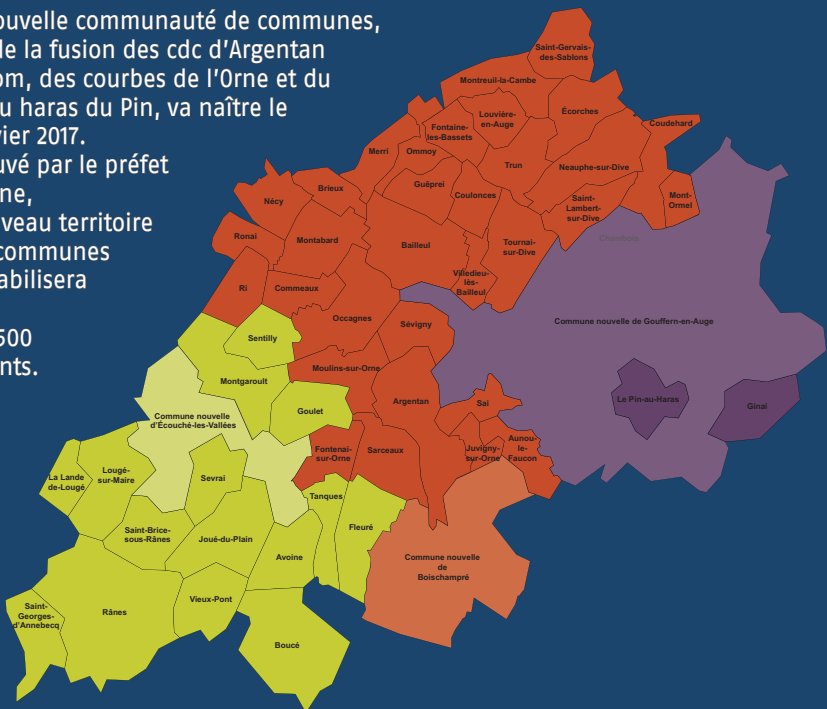 ouvelle communauté de communes,
de la fusion des cdc d'Argentan
om, des courbes de l'Orne et du
u haras du Pin, va naître le
vier 2017.
uvé par le préfet
ne,
veau territoire
communes
abilisera
500
nts.
Saint-Gervais-
des-Sablons
Montreuil-la-Cambe
Écorches
Louvière-
en-Auge
Coudehard
Fontaine-
les-Bassets
Merri
Ommoy
Trun
Neauphe-sur-Dive
Guêprei
Coulonces
Brieux
Nécy
Mont-
Ormel
Saint-
Lambert-
sur-Dive
Ronai
Montabard
Bailleul
Tournai-
sur-Dive
Chambois
Villedieu-
lès-
Bailleul
Ri
Commeaux
Occagnes
Sévigny
Commune nouvelle de Gouffern-en-Auge
Sentilly
Moulins-sur-Orne
Montgaroult
Argentan
Sai
Le Pin-au-Haras
Ginai
Goulet
Commune nouvelle
d'Écouché-les-Vallées
Fontenai-
sur-Orne
Sarceaux
Juvigny-
sur-Orne
Aunou-
le-
Faucon
La Lande
de-Lougé
Lougé-
sur-Maire
Sevrai
Tanques
Fleuré
Saint-Brice-
sous-Rânes
Joué-du-Plain
Avoine
Commune nouvelle
de
Boischampré
Vieux-Pont
Rânes
Saint-
Georges-
d'Annebecq
Boucé